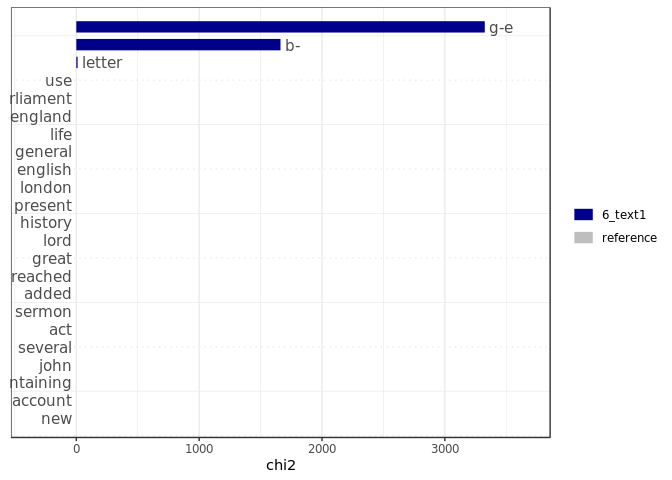 g-e
b-
letter
use
rliament
england
life
general
english
london
present
history
lord
great
reached
added
sermon
act
several
john
ntaining
account
new
6_text1
reference
0 1000 2000 3000
chi2